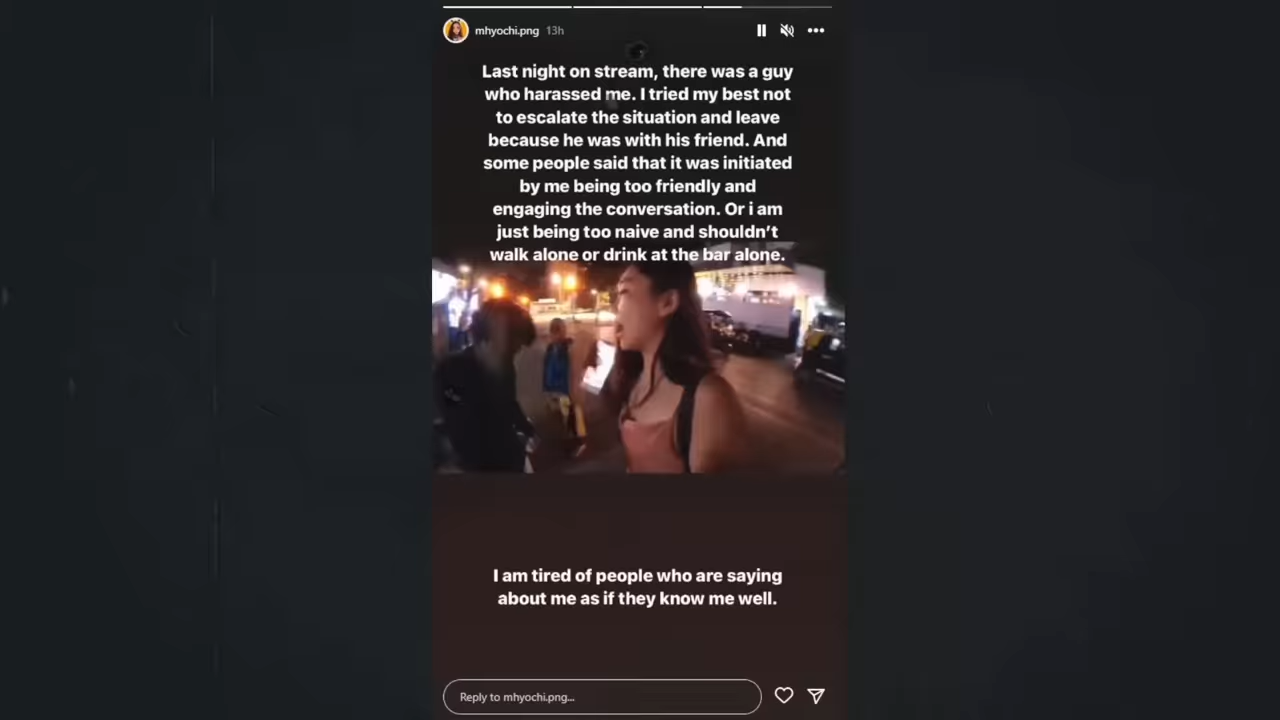 mhyochi.png 13h
Last night on stream, there was a guy
who harassed me. I tried my best not
to escalate the situation and leave
because he was with his friend. And
some people said that it was initiated
by me being too friendly and
engaging the conversation. Or i am
just being too naive and shouldn't
walk alone or drink at the bar alone.
I am tired of people who are saying
about me as if they know me well.
Reply to mhyochi.png...